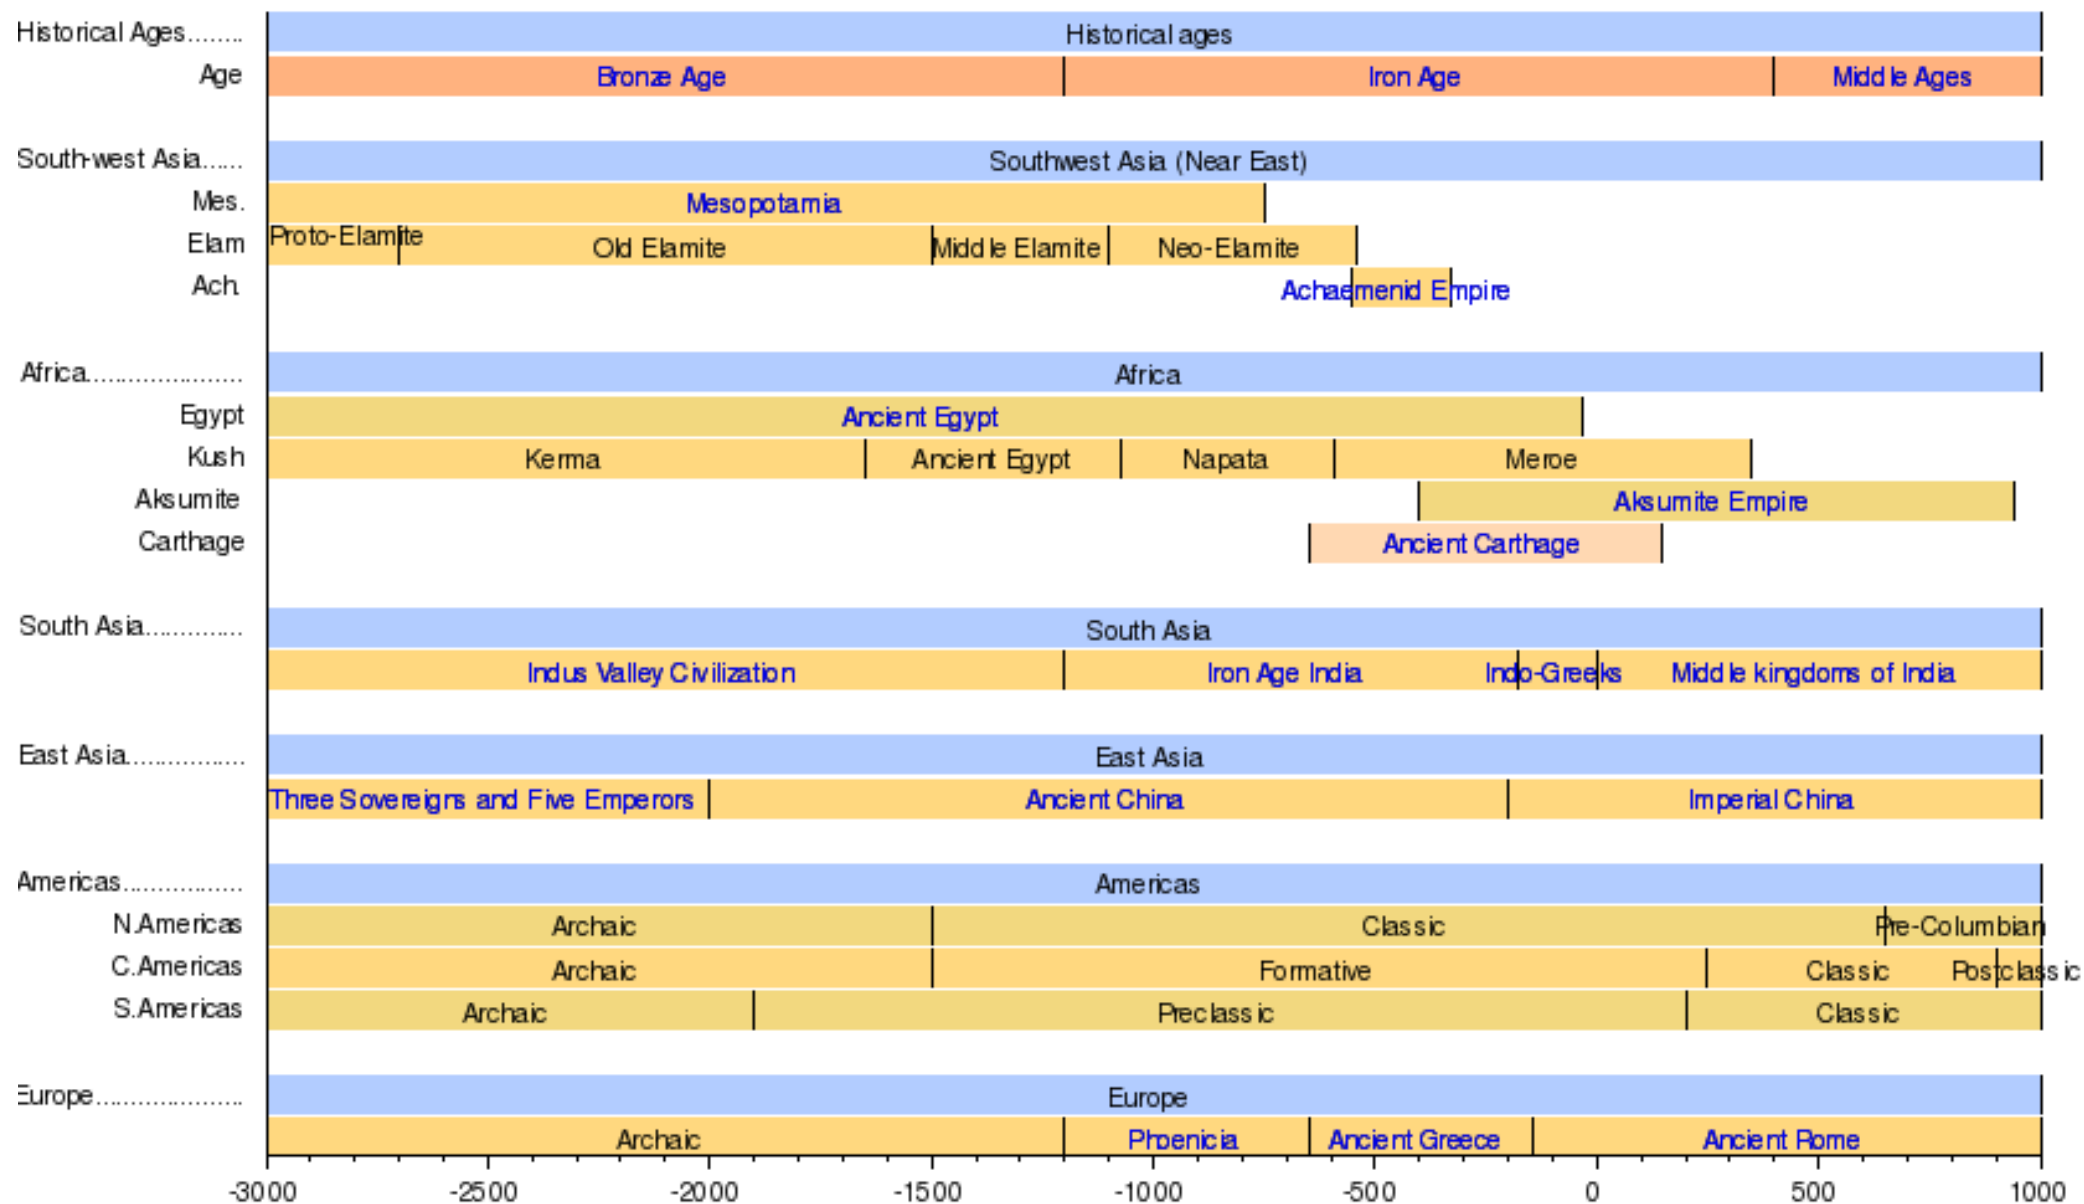 Historical Ages........ Historical ages
Age Bronze Age Iron Age Middle Ages
South-west Asia...... Southwest Asia (Near East)
Mes. Mesopotamia
Elam Proto-Elamite Old Elamite Middle Elamite Neo-Elamite
Ach. Achaemenid Empire
Africa...................... Africa
Egypt Ancient Egypt
Kush Kerma Ancient Egypt Napata Meroe
Aksumite Aksumite Empire
Carthage Ancient Carthage
South Asia.............. South Asia
Indus Valley Civilization Iron Age India Indo-Greeks Middle kingdoms of India
East Asia................. East Asia
Three Sovereigns and Five Emperors Ancient China Imperial China
Americas................. Americas
N.Americas Archaic Classic Pre-Columbian
C.Americas Archaic Formative Classic Postclassic
S.Americas Archaic Preclassic Classic
Europe..................... Europe
Archaic Phoenicia Ancient Greece Ancient Rome
-3000 -2500 -2000 -1500 -1000 -500 0 500 1000